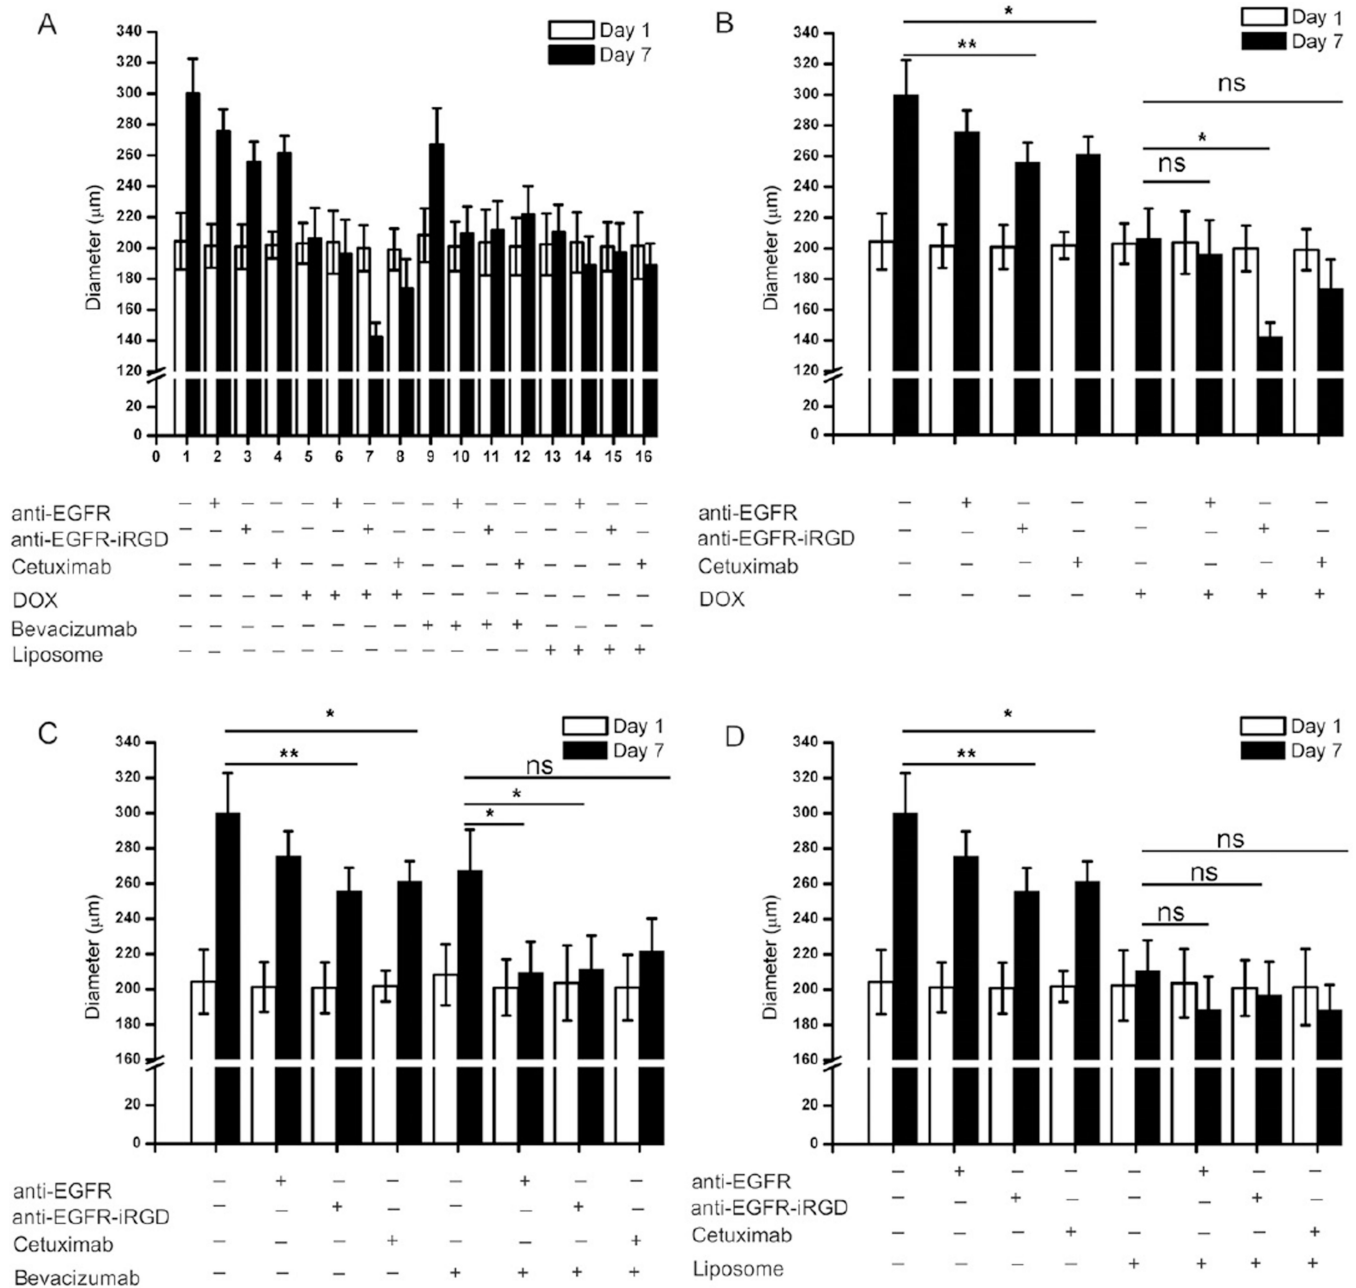 A
Day 1
Day 7
340
320
300
280
260
240
220
200
180
160
140
120
20
0
Diameter (μm)
0 1 2 3 4 5 6 7 8 9 10 11 12 13 14 15 16
anti-EGFR – + – – – + – – – + – – – + – –
anti-EGFR-iRGD – – + – – – + – – – + – – – + –
Cetuximab – – – + – – – + – – – + – – – +
DOX – – – – + + + + – – – – – – – –
Bevacizumab – – – – – – – – + + + + – – – –
Liposome – – – – – – – – – – – – + + + +
B
Day 1
Day 7
*
**
ns
*
ns
340
320
300
280
260
240
220
200
180
160
140
120
20
0
Diameter (μm)
anti-EGFR – + – – – + – –
anti-EGFR-iRGD – – + – – – + –
Cetuximab – – – + – – – +
DOX – – – – + + + +
C
Day 1
Day 7
*
**
ns
*
*
340
320
300
280
260
240
220
200
180
160
20
0
Diameter (μm)
anti-EGFR – + – – – + – –
anti-EGFR-iRGD – – + – – – + –
Cetuximab – – – + – – – +
Bevacizumab – – – – + + + +
D
Day 1
Day 7
*
**
ns
ns
ns
340
320
300
280
260
240
220
200
180
160
20
0
Diameter (μm)
anti-EGFR – + – – – + – –
anti-EGFR-iRGD – – + – – – + –
Cetuximab – – – + – – – +
Liposome – – – – + + + +